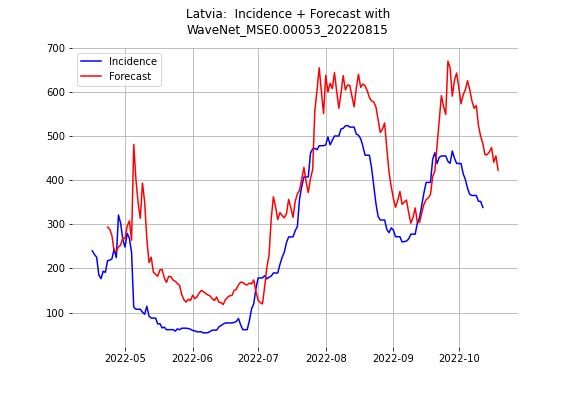 Latvia:  Incidence + Forecast with
WaveNet_MSE0.00053_20220815
Incidence
Forecast
700
600
500
400
300
200
100
2022-05 2022-06 2022-07 2022-08 2022-09 2022-10